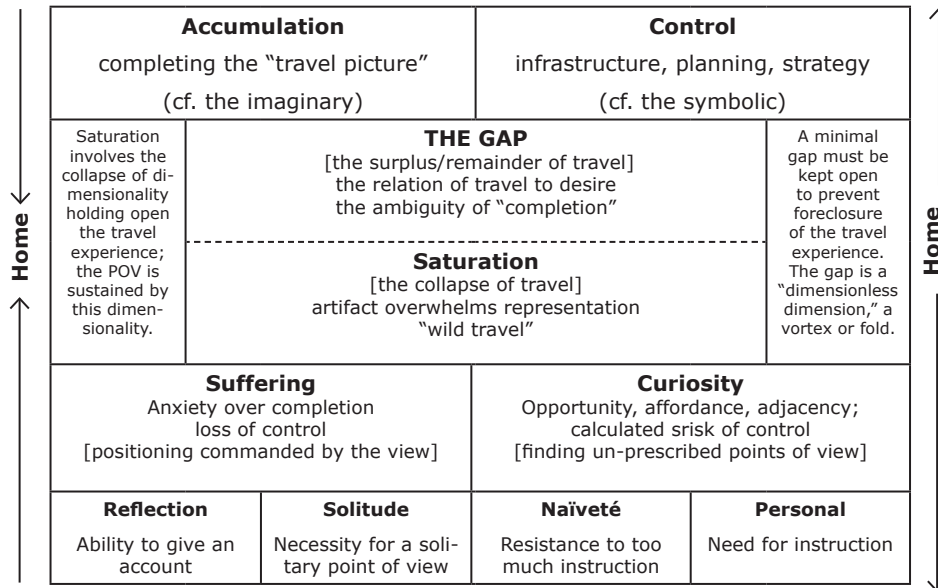 Home
Accumulation
completing the “travel picture”
(cf. the imaginary)
Control
infrastructure, planning, strategy
(cf. the symbolic)
Saturation
involves the
collapse of di-
mensionality
holding open
the travel
experience;
the POV is
sustained by
this dimen-
sionality.
THE GAP
[the surplus/remainder of travel]
the relation of travel to desire
the ambiguity of “completion”
Saturation
[the collapse of travel]
artifact overwhelms representation
“wild travel”
A minimal
gap must be
kept open
to prevent
foreclosure
of the travel
experience.
The gap is a
“dimensionless
dimension,” a
vortex or fold.
Home
Suffering
Anxiety over completion
loss of control
[positioning commanded by the view]
Curiosity
Opportunity, affordance, adjacency;
calculated srisk of control
[finding un-prescribed points of view]
Reflection
Ability to give an
account
Solitude
Necessity for a soli-
tary point of view
Naïveté
Resistance to too
much instruction
Personal
Need for instruction